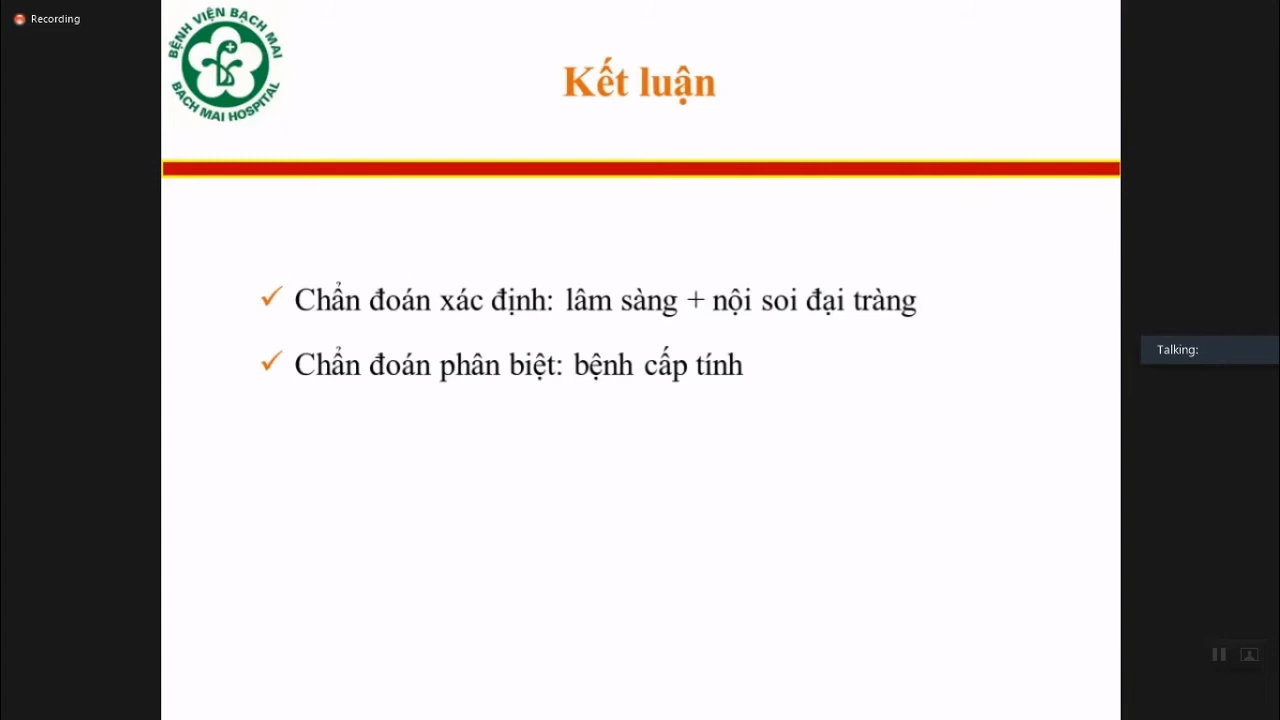 Recording
BỆNH VIỆN BẠCH MAI
BACH MAI HOSPITAL
Kết luận
Chẩn đoán xác định: lâm sàng + nội soi đại tràng
Chẩn đoán phân biệt: bệnh cấp tính
Talking: